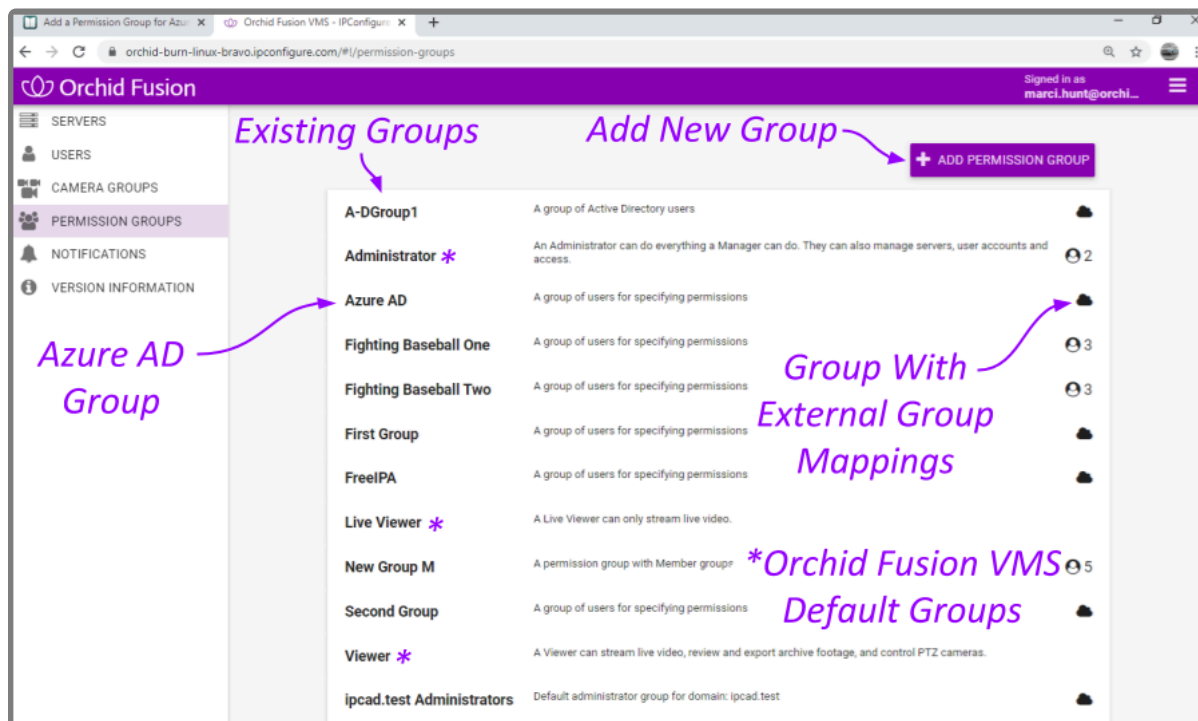 Add a Permission Group for Azur
Orchid Fusion VMS - IPConfigure
orchid-burn-linux-bravo.ipconfigure.com/#!/permission-groups
Orchid Fusion
Signed in as
marci.hunt@orchi...
SERVERS
USERS
CAMERA GROUPS
PERMISSION GROUPS
NOTIFICATIONS
VERSION INFORMATION
Existing Groups
Add New Group
+ ADD PERMISSION GROUP
A-DGroup1 A group of Active Directory users
Administrator * An Administrator can do everything a Manager can do. They can also manage servers, user accounts and
access.
2
Azure AD A group of users for specifying permissions
Azure AD
Group
Fighting Baseball One A group of users for specifying permissions 3
Fighting Baseball Two A group of users for specifying permissions 3
Group With
External Group
Mappings
First Group A group of users for specifying permissions
FreeIPA A group of users for specifying permissions
Live Viewer * A Live Viewer can only stream live video.
New Group M A permission group with Member groups 5
*Orchid Fusion VMS
Default Groups
Second Group A group of users for specifying permissions
Viewer * A Viewer can stream live video, review and export archive footage, and control PTZ cameras.
ipcad.test Administrators Default administrator group for domain: ipcad.test